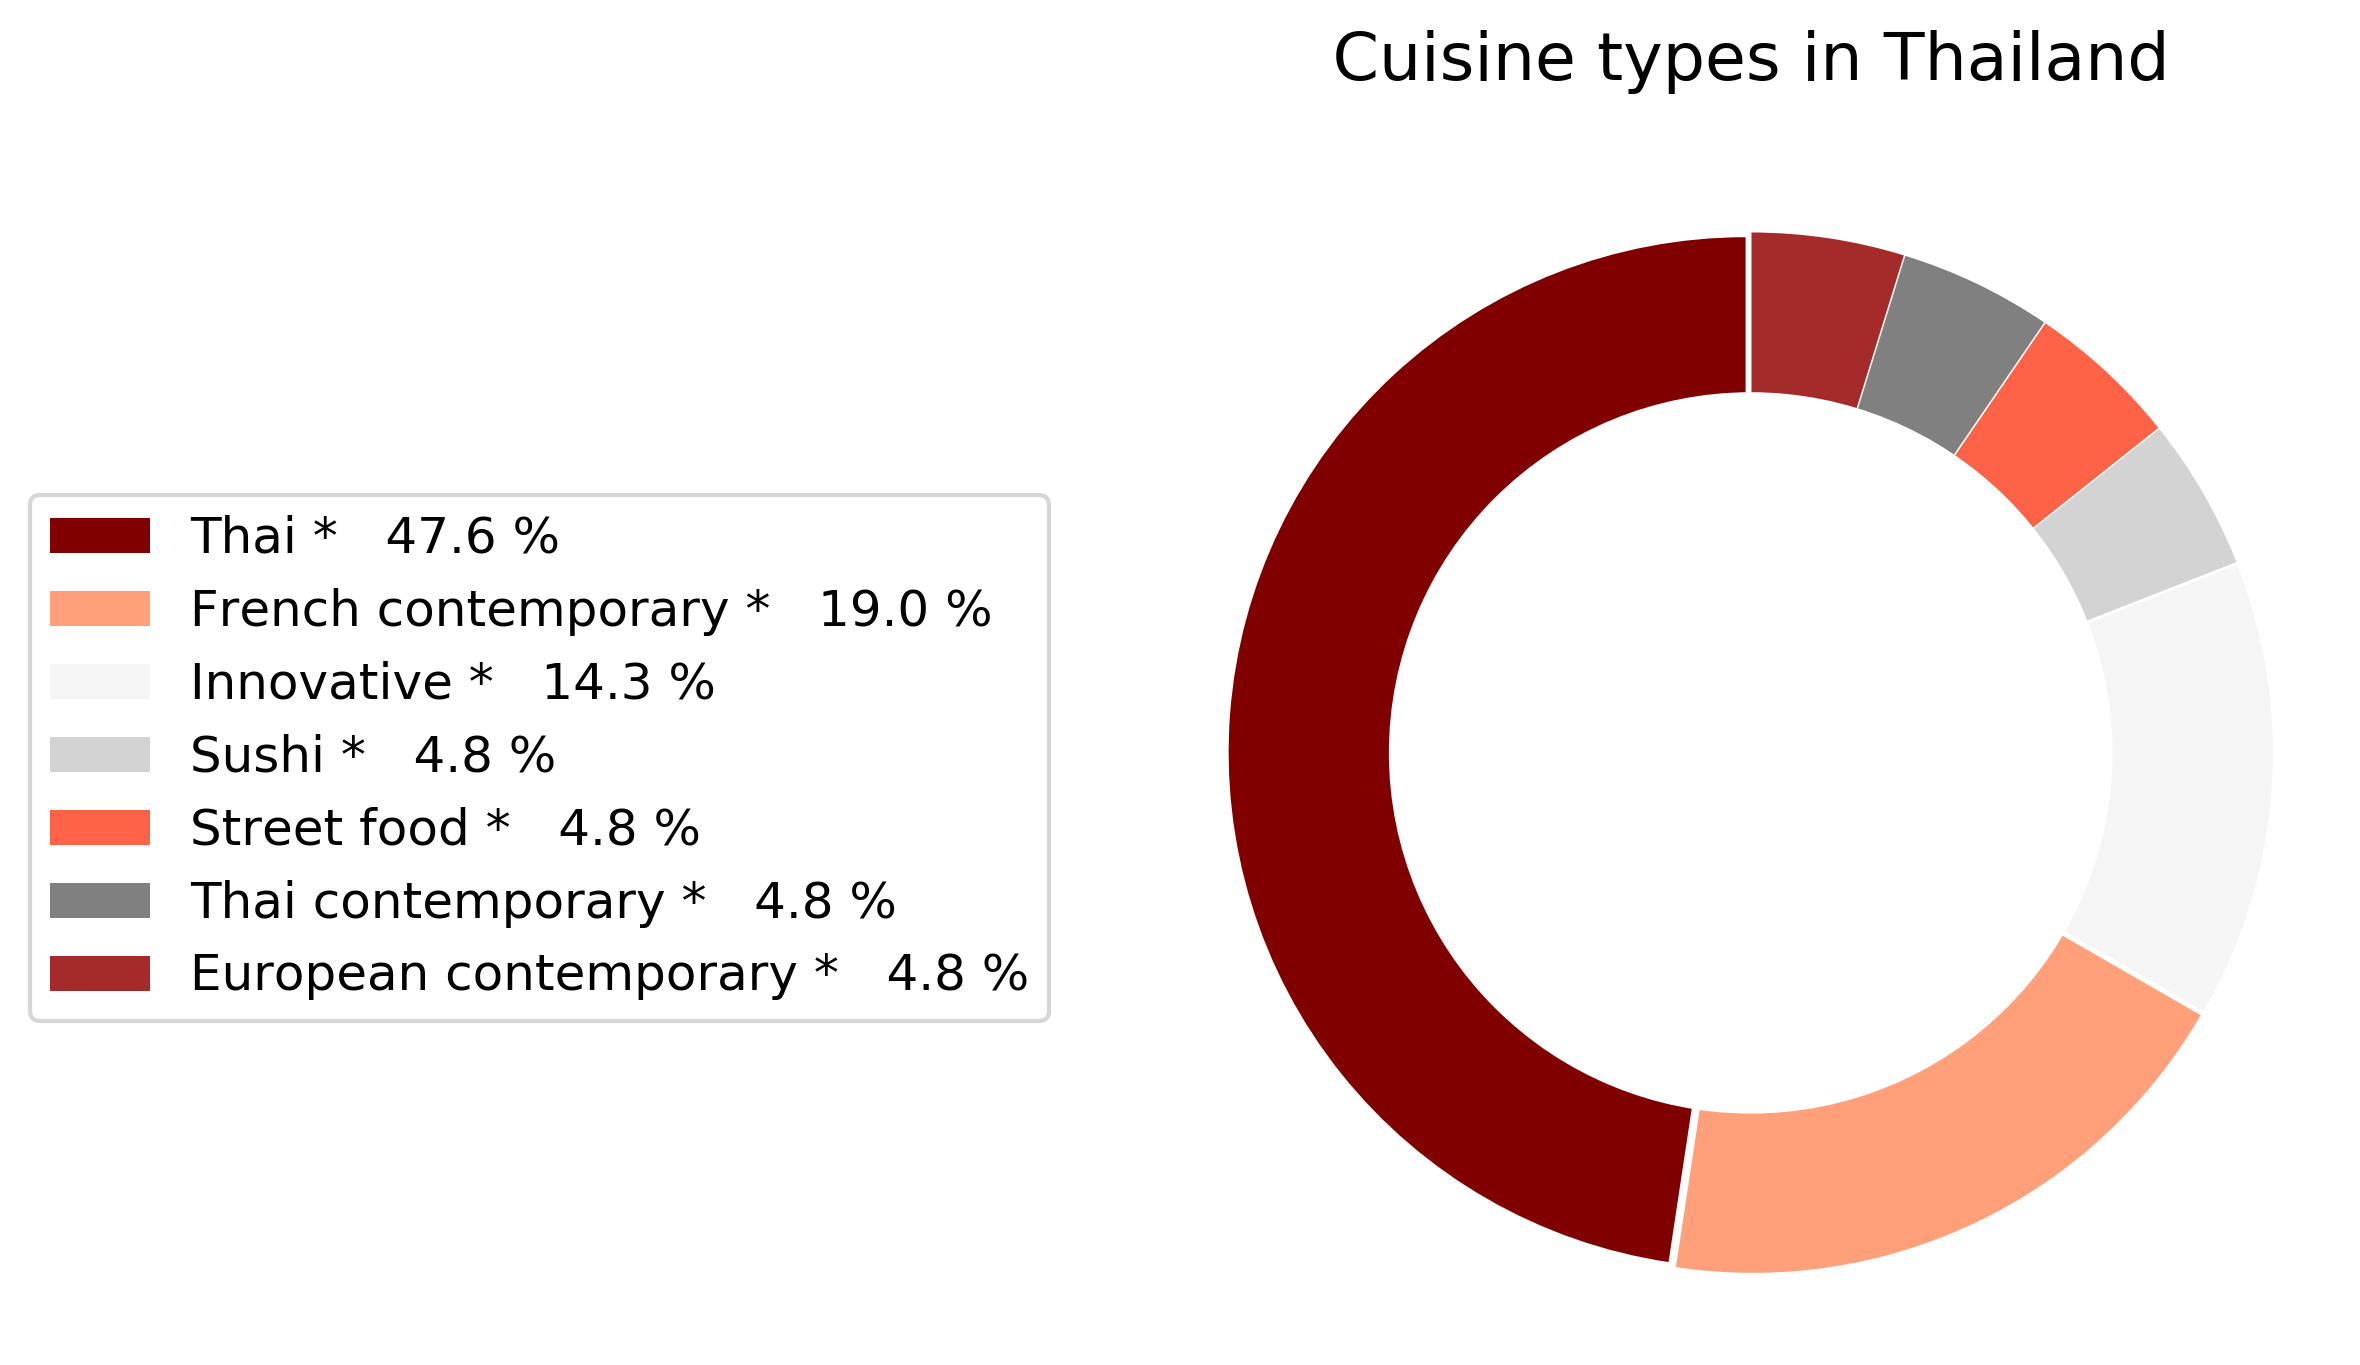 Cuisine types in Thailand
Thai *   47.6 %
French contemporary *   19.0 %
Innovative *   14.3 %
Sushi *   4.8 %
Street food *   4.8 %
Thai contemporary *   4.8 %
European contemporary *   4.8 %